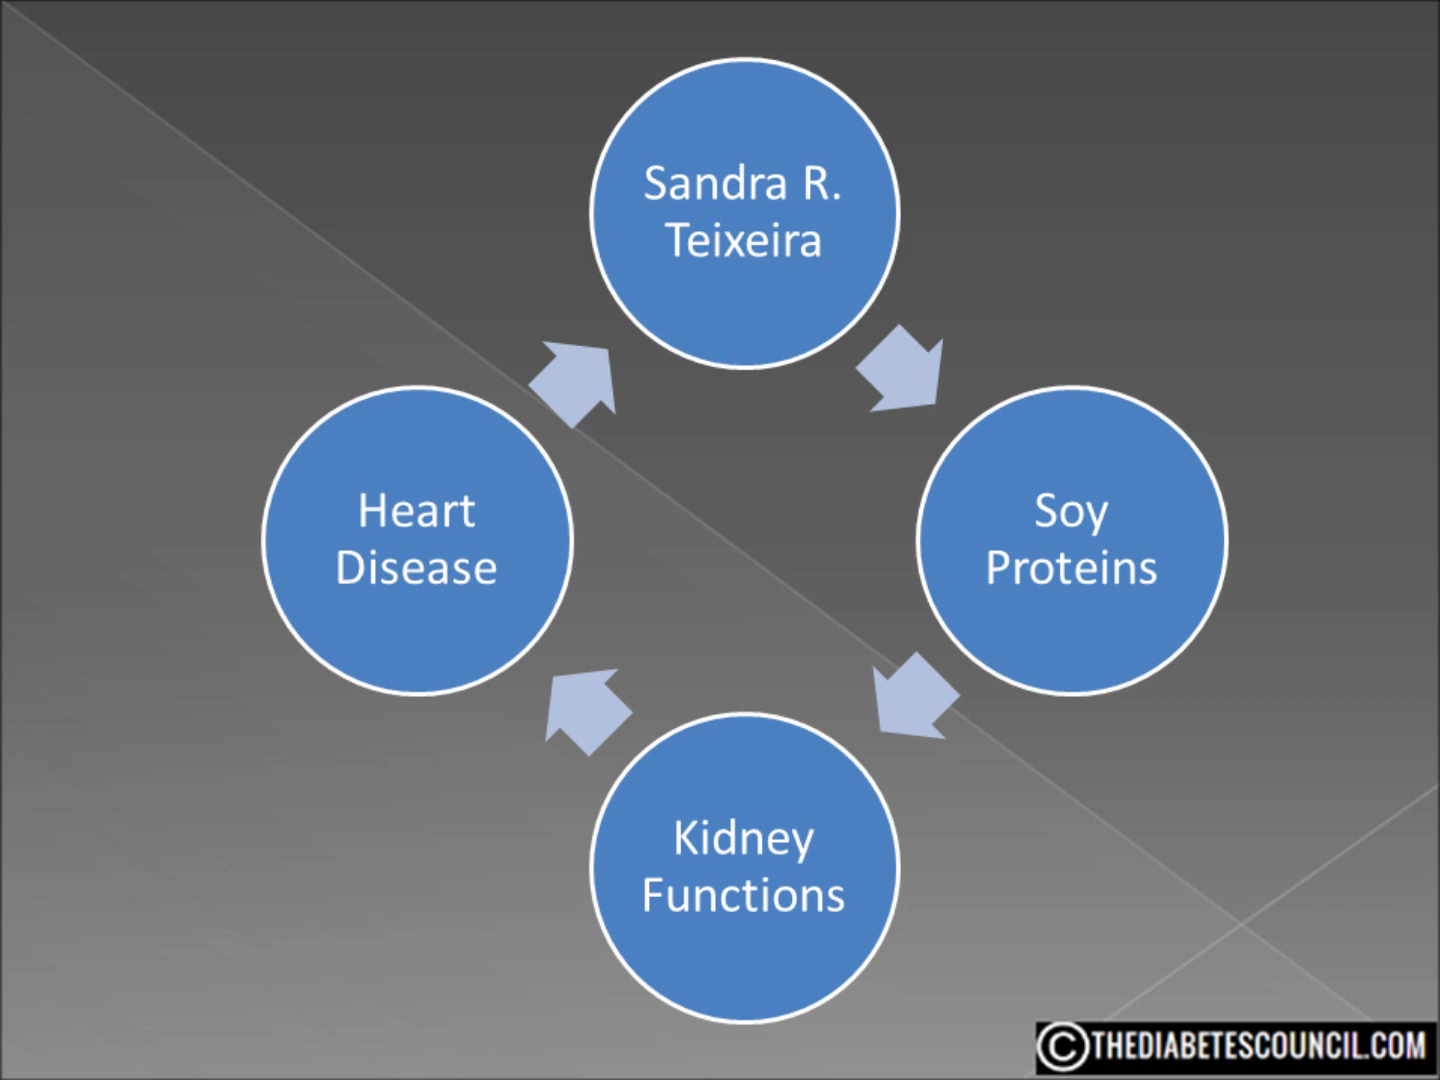 Sandra R.
Teixeira
Soy
Proteins
Kidney
Functions
Heart
Disease
©THEDIABETESCOUNCIL.COM